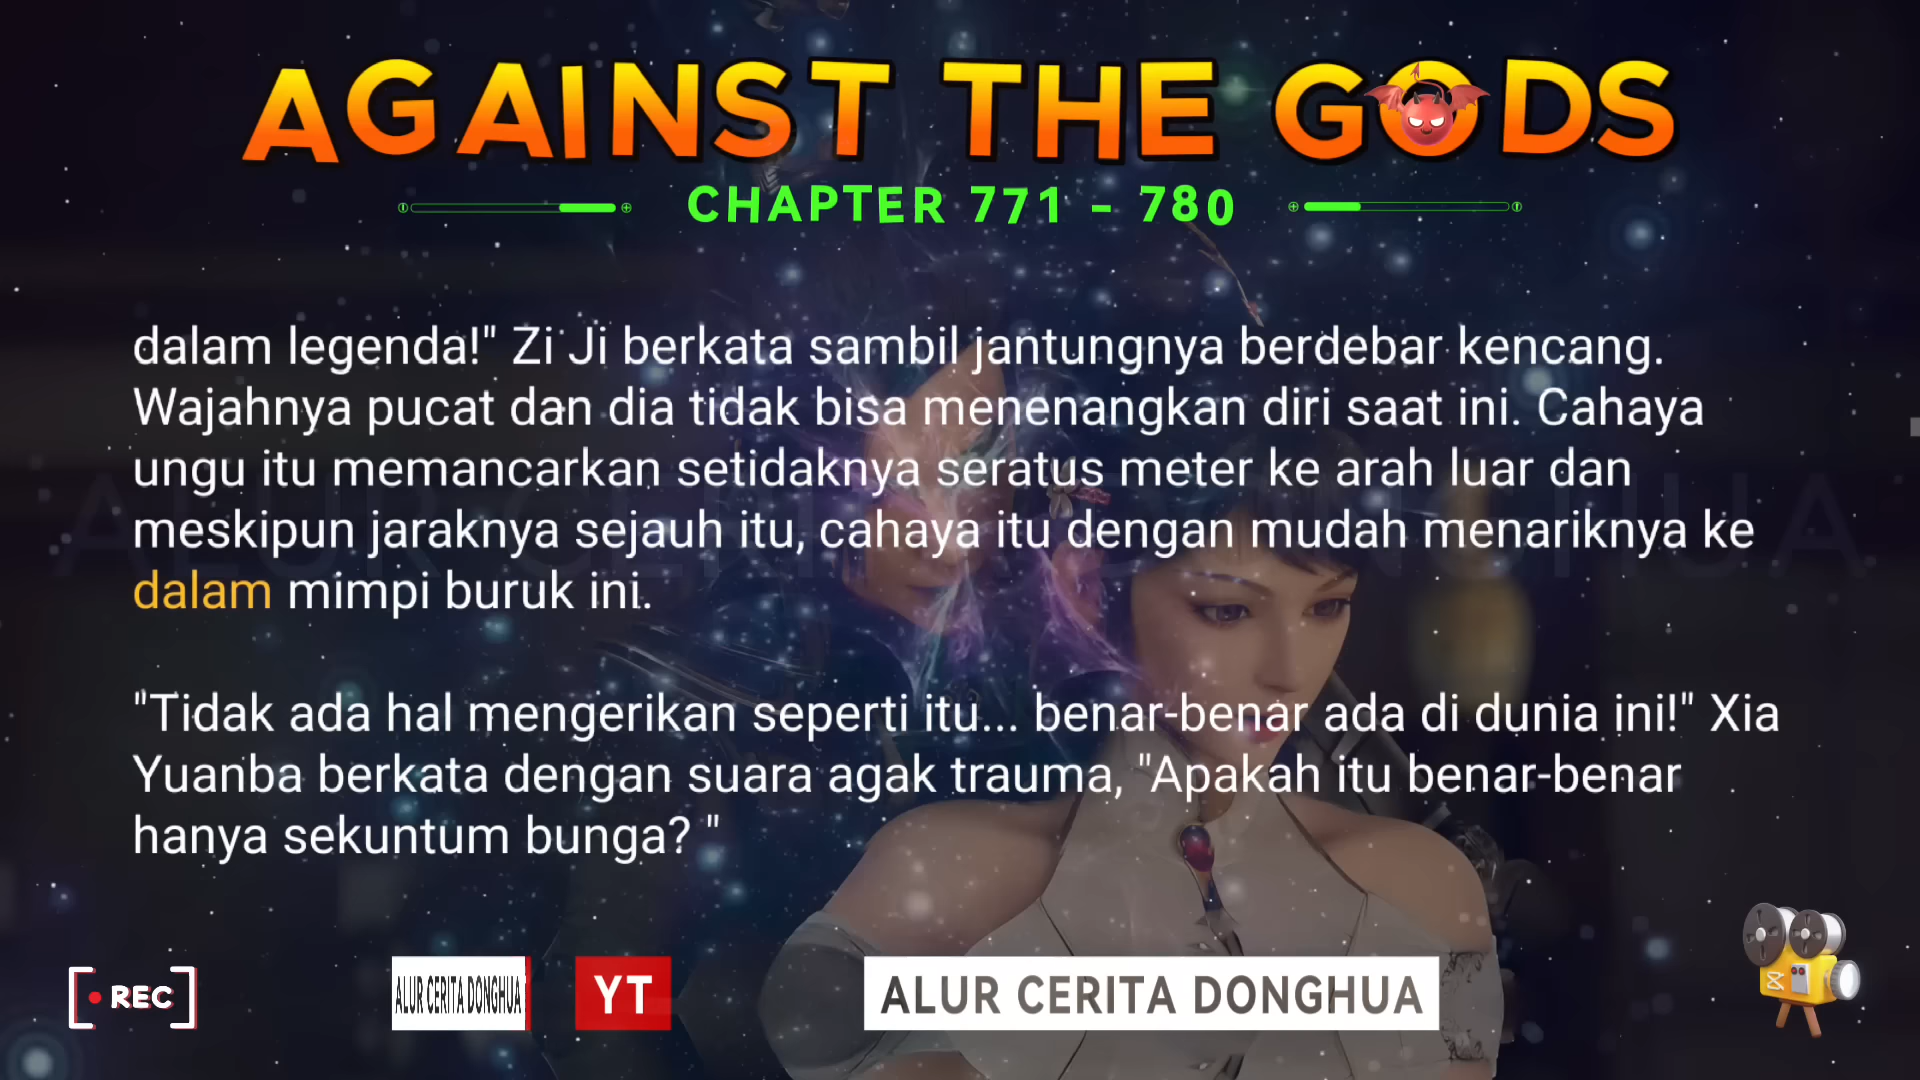 AGAINST THE GODS
CHAPTER 771 - 780
dalam legenda!" Zi Ji berkata sambil jantungnya berdebar kencang.
Wajahnya pucat dan dia tidak bisa menenangkan diri saat ini. Cahaya
ungu itu memancarkan setidaknya seratus meter ke arah luar dan
meskipun jaraknya sejauh itu, cahaya itu dengan mudah menariknya ke
dalam mimpi buruk ini.
"Tidak ada hal mengerikan seperti itu... benar-benar ada di dunia ini!" Xia
Yuanba berkata dengan suara agak trauma, "Apakah itu benar-benar
hanya sekuntum bunga? "
ALUR CERITA DONGHUA
REC
ALUR CERITA DONGHUA
YT
ALUR CERITA DONGHUA